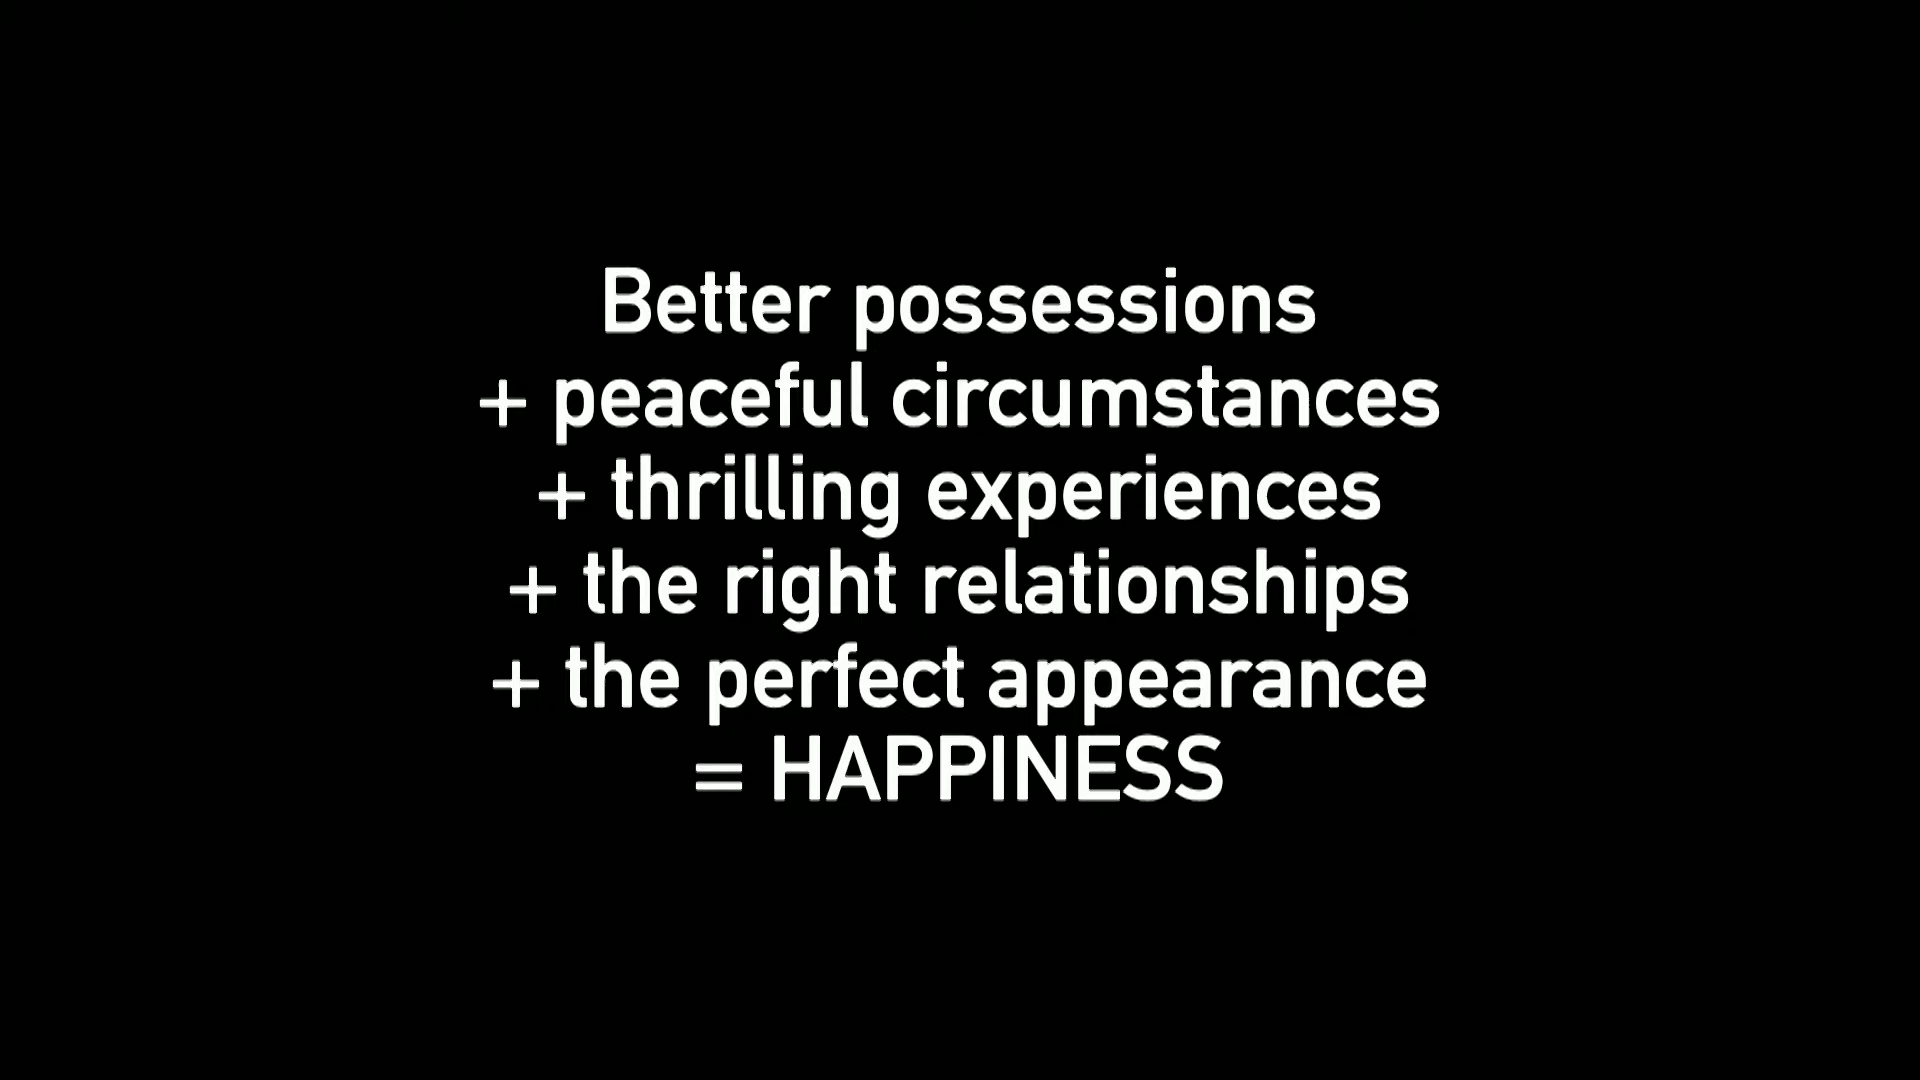 Better possessions
+ peaceful circumstances
+ thrilling experiences
+ the right relationships
+ the perfect appearance
= HAPPINESS